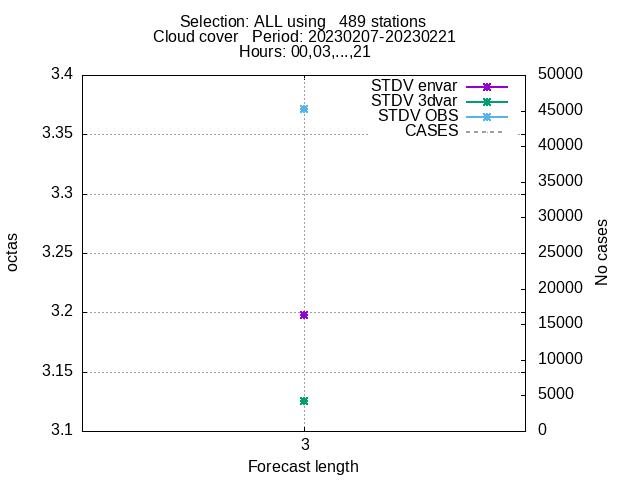 Selection: ALL using   489 stations
Cloud cover   Period: 20230207-20230221
Hours: 00,03,...,21
3.4
3.35
3.3
3.25
3.2
3.15
3.1
octas
50000
45000
40000
35000
30000
25000
20000
15000
10000
5000
0
No cases
STDV envar
STDV 3dvar
STDV OBS
CASES
3
Forecast length